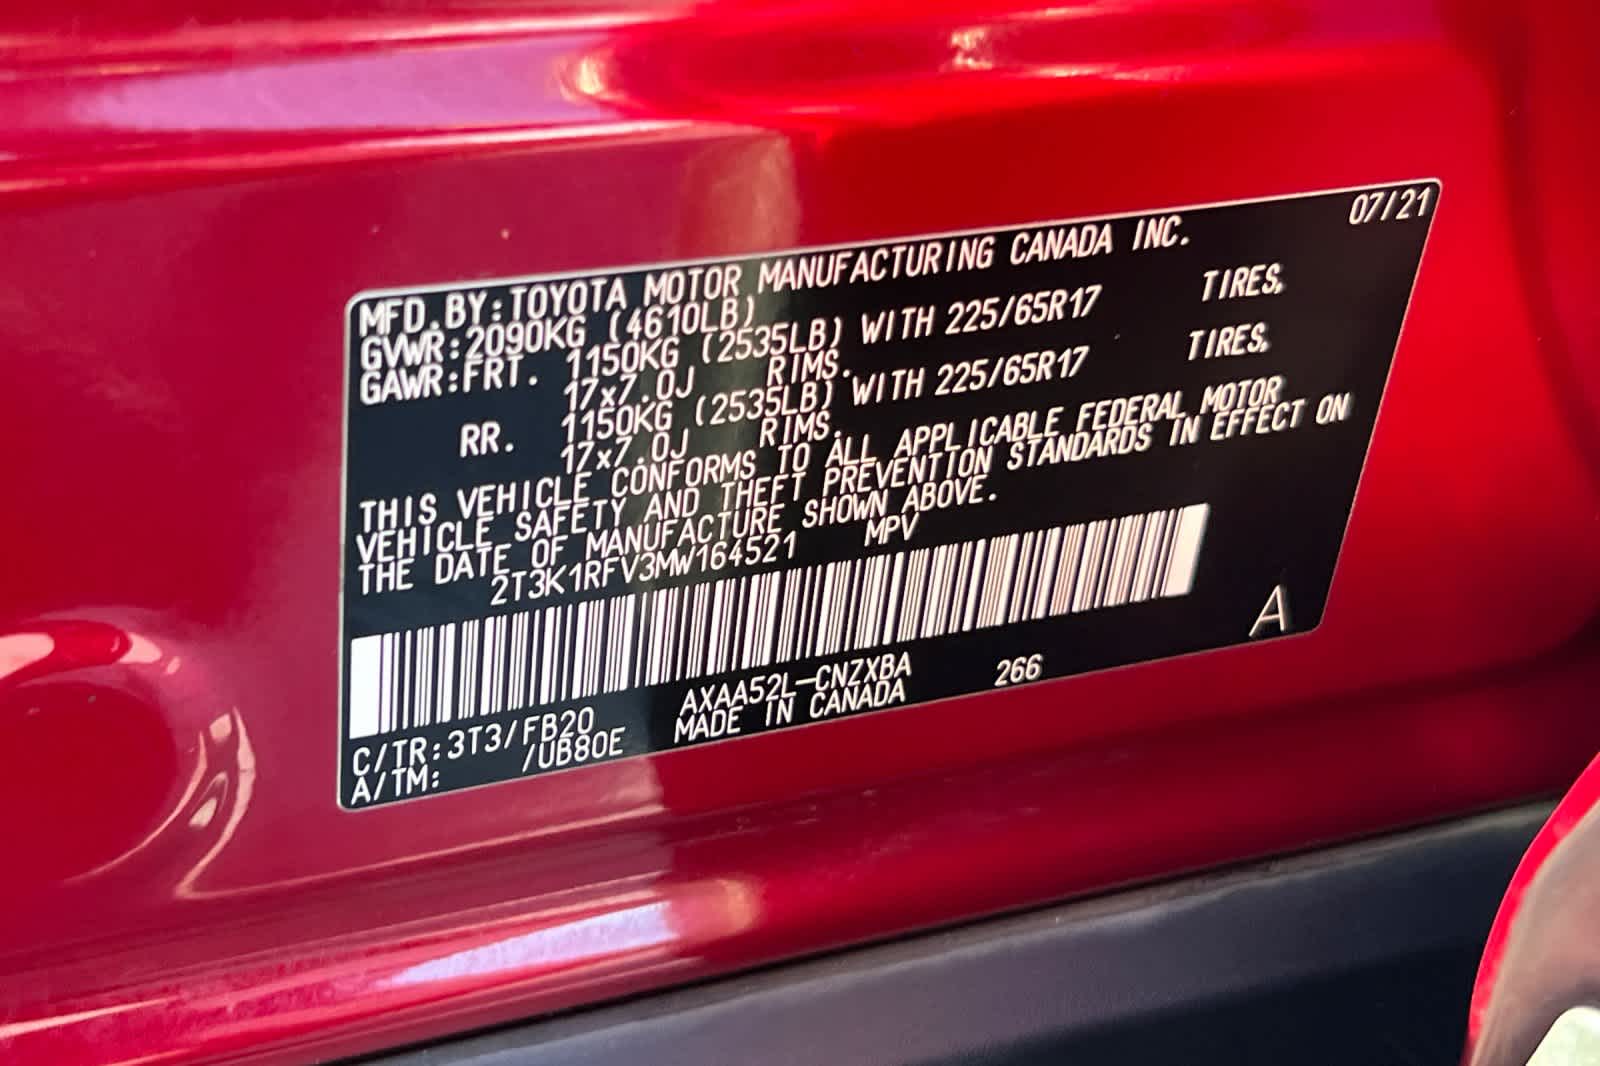 07/21
MFD.BY:TOYOTA MOTOR MANUFACTURING CANADA INC.
GVWR:2090KG (4610LB)
GAWR:FRT. 1150KG (2535LB) WITH 225/65R17 TIRES,
17x7.0J RIMS.
RR. 1150KG (2535LB) WITH 225/65R17 TIRES,
17x7.0J RIMS.
THIS VEHICLE CONFORMS TO ALL APPLICABLE FEDERAL MOTOR
VEHICLE SAFETY AND THEFT PREVENTION STANDARDS IN EFFECT ON
THE DATE OF MANUFACTURE SHOWN ABOVE.
2T3K1RFV3MW164521 MPV
A
C/TR:3T3/FB20 AXAA52L-CNZXBA 266
A/TM: /UB80E MADE IN CANADA